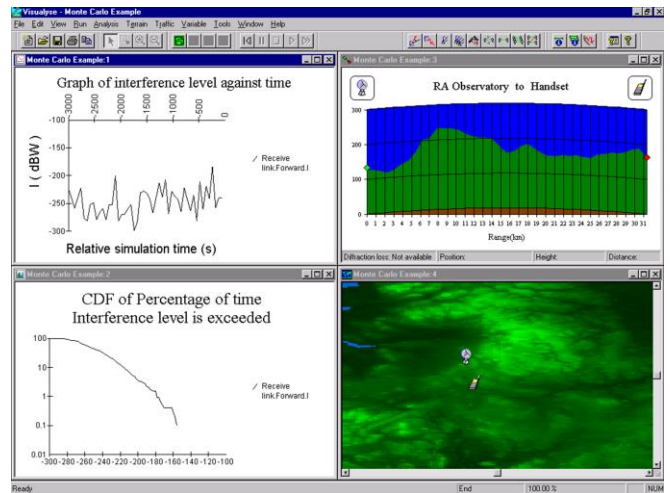 Visualyse - Monte Carlo Example
File Edit View Run Analysis Terrain Traffic Variable Tools Window Help
Monte Carlo Example:1
Graph of interference level against time
3000 2500 2000 1500 1000 500 0
-100
-150
-200
-250
-300
I ( dBW )
Receive
link.Forward.I
Relative simulation time (s)
Monte Carlo Example:3
RA Observatory to Handset
300
200
100
0
0 1 2 3 4 5 6 7 8 9 10 11 12 13 14 15 16 17 18 19 20 21 22 23 24 25 26 27 28 29 30 31
Range(km)
Diffraction loss: Not available Position: Height: Distance:
Monte Carlo Example:2
CDF of Percentage of time
Interference level is exceeded
100
10
1
0.1
0.01
-300 -280 -260 -240 -220 -200 -180 -160 -140 -120 -100
Receive
link.Forward.I
Monte Carlo Example:4
Ready End 100.00 % NUM